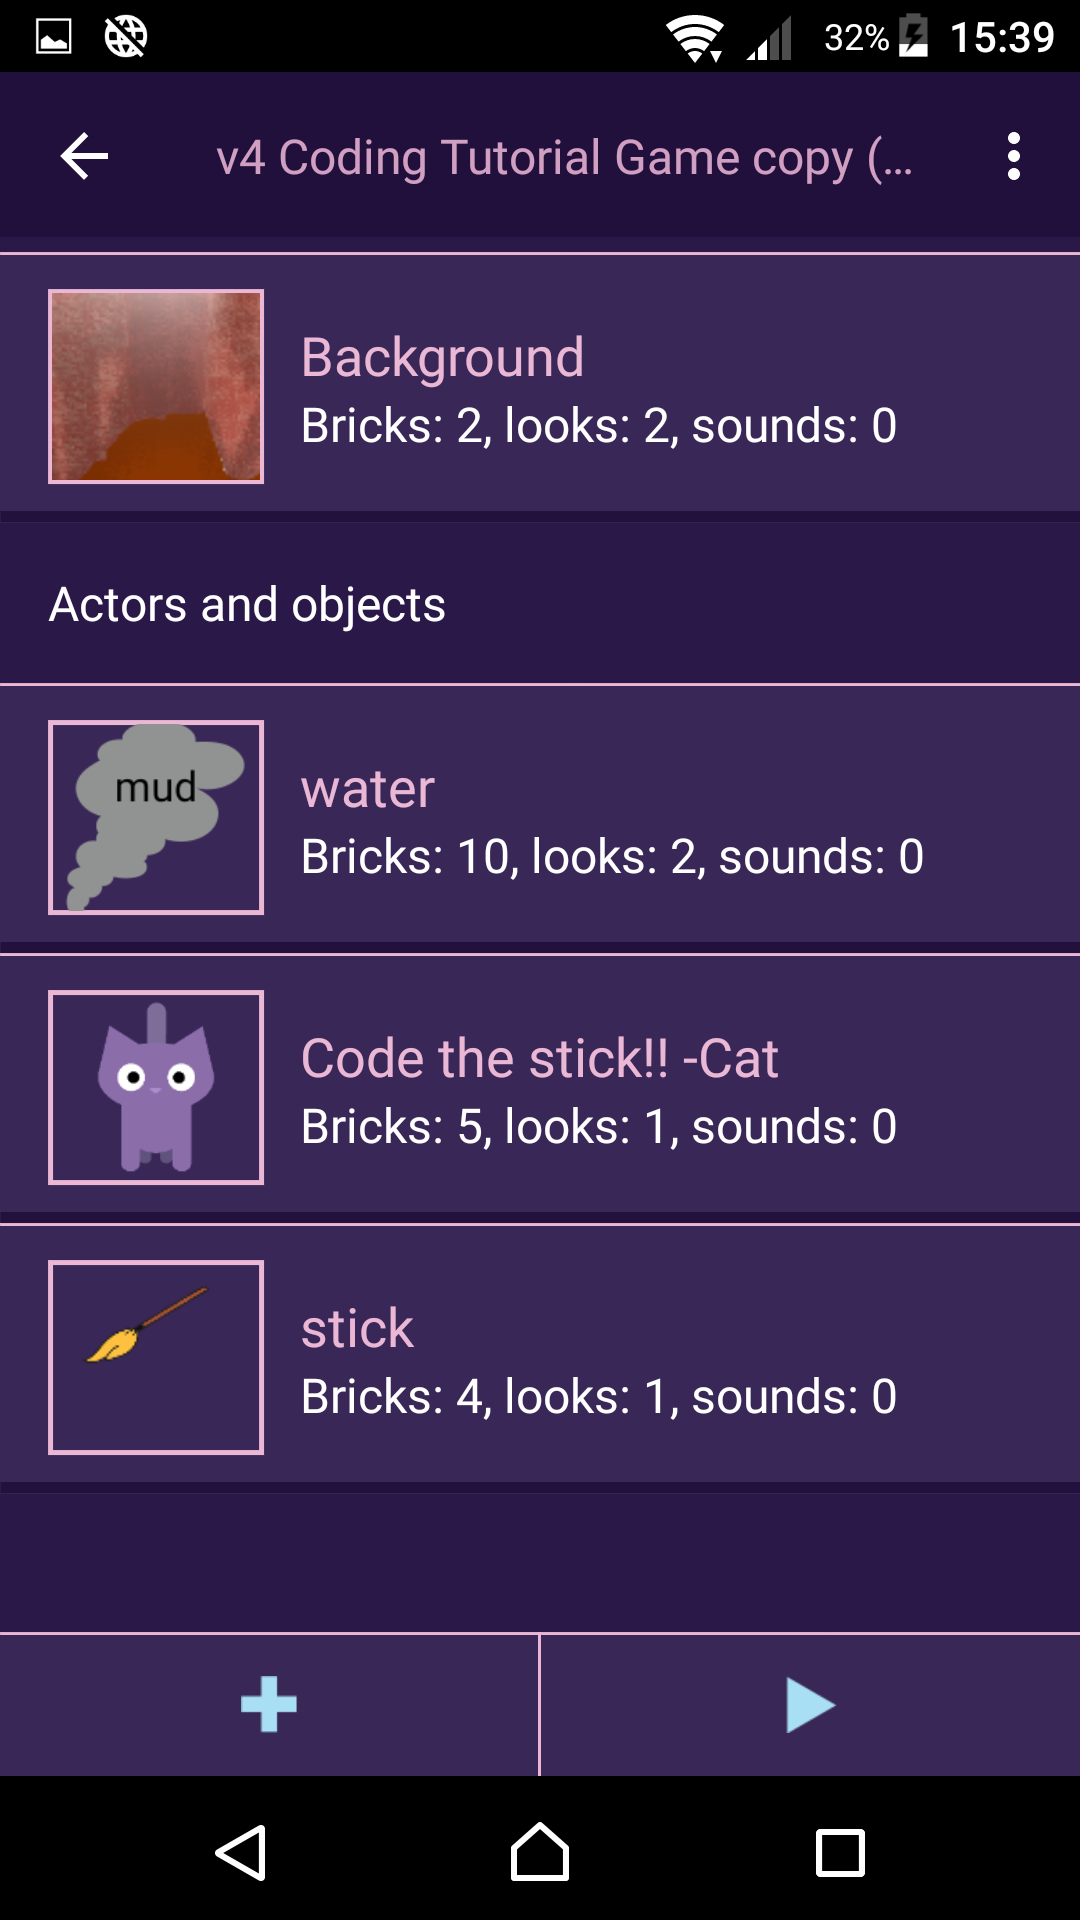 32% 15:39
v4 Coding Tutorial Game copy (...
Background
Bricks: 2, looks: 2, sounds: 0
Actors and objects
mud
water
Bricks: 10, looks: 2, sounds: 0
Code the stick!! -Cat
Bricks: 5, looks: 1, sounds: 0
stick
Bricks: 4, looks: 1, sounds: 0